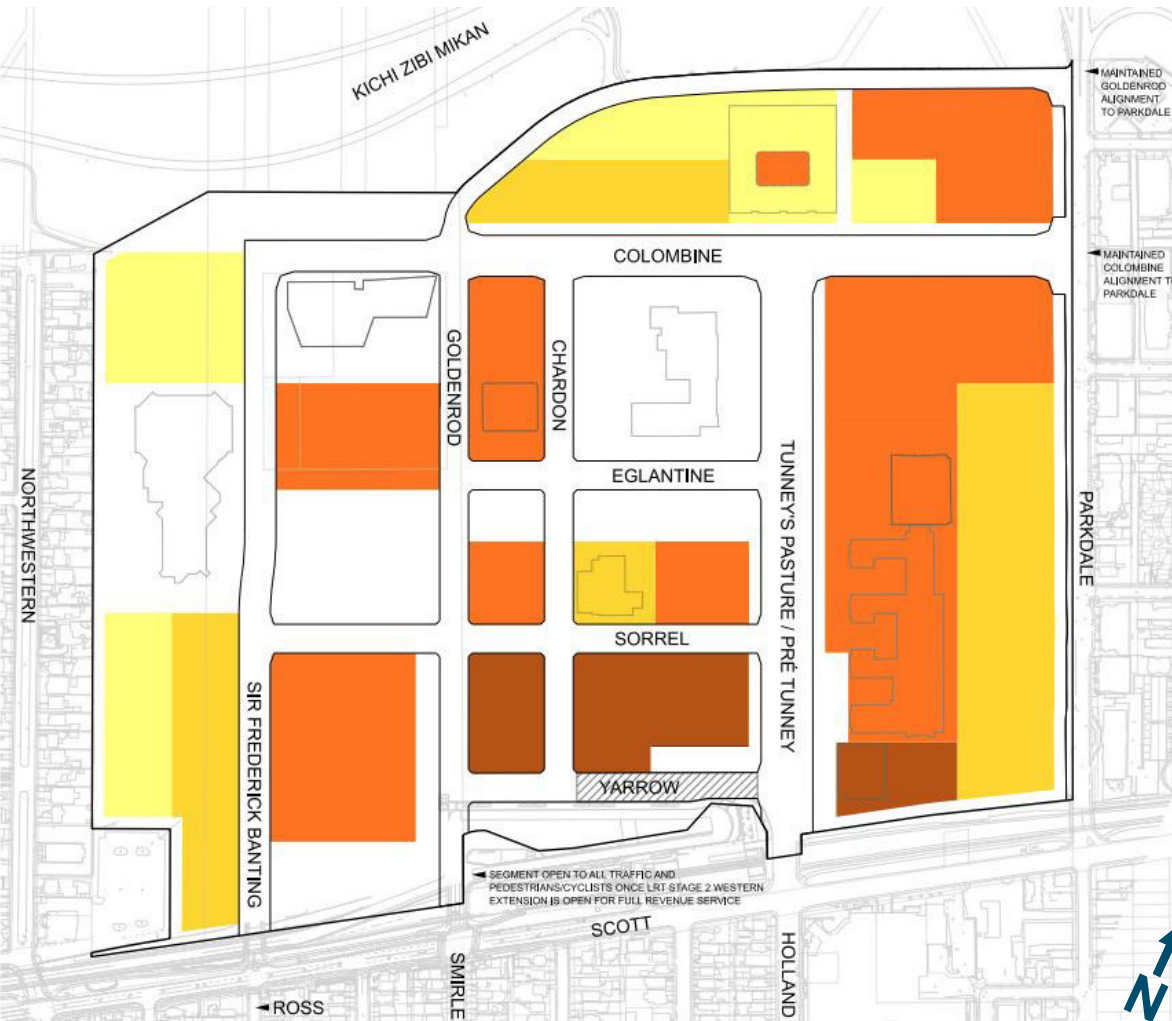 KICHI ZIBI MIKAN
MAINTAINED
GOLDENROD
ALIGNMENT
TO PARKDALE
COLOMBINE
MAINTAINED
COLOMBINE
ALIGNMENT T
PARKDALE
GOLDENROD
CHARDON
EGLANTINE
TUNNEY'S PASTURE / PRÉ TUNNEY
PARKDALE
NORTHWESTERN
SORREL
SIR FREDERICK BANTING
YARROW
SEGMENT OPEN TO ALL TRAFFIC AND
PEDESTRIANS/CYCLISTS ONCE LRT STAGE 2 WESTERN
EXTENSION IS OPEN FOR FULL REVENUE SERVICE
SCOTT
SMIRLE
HOLLAND
ROSS
N